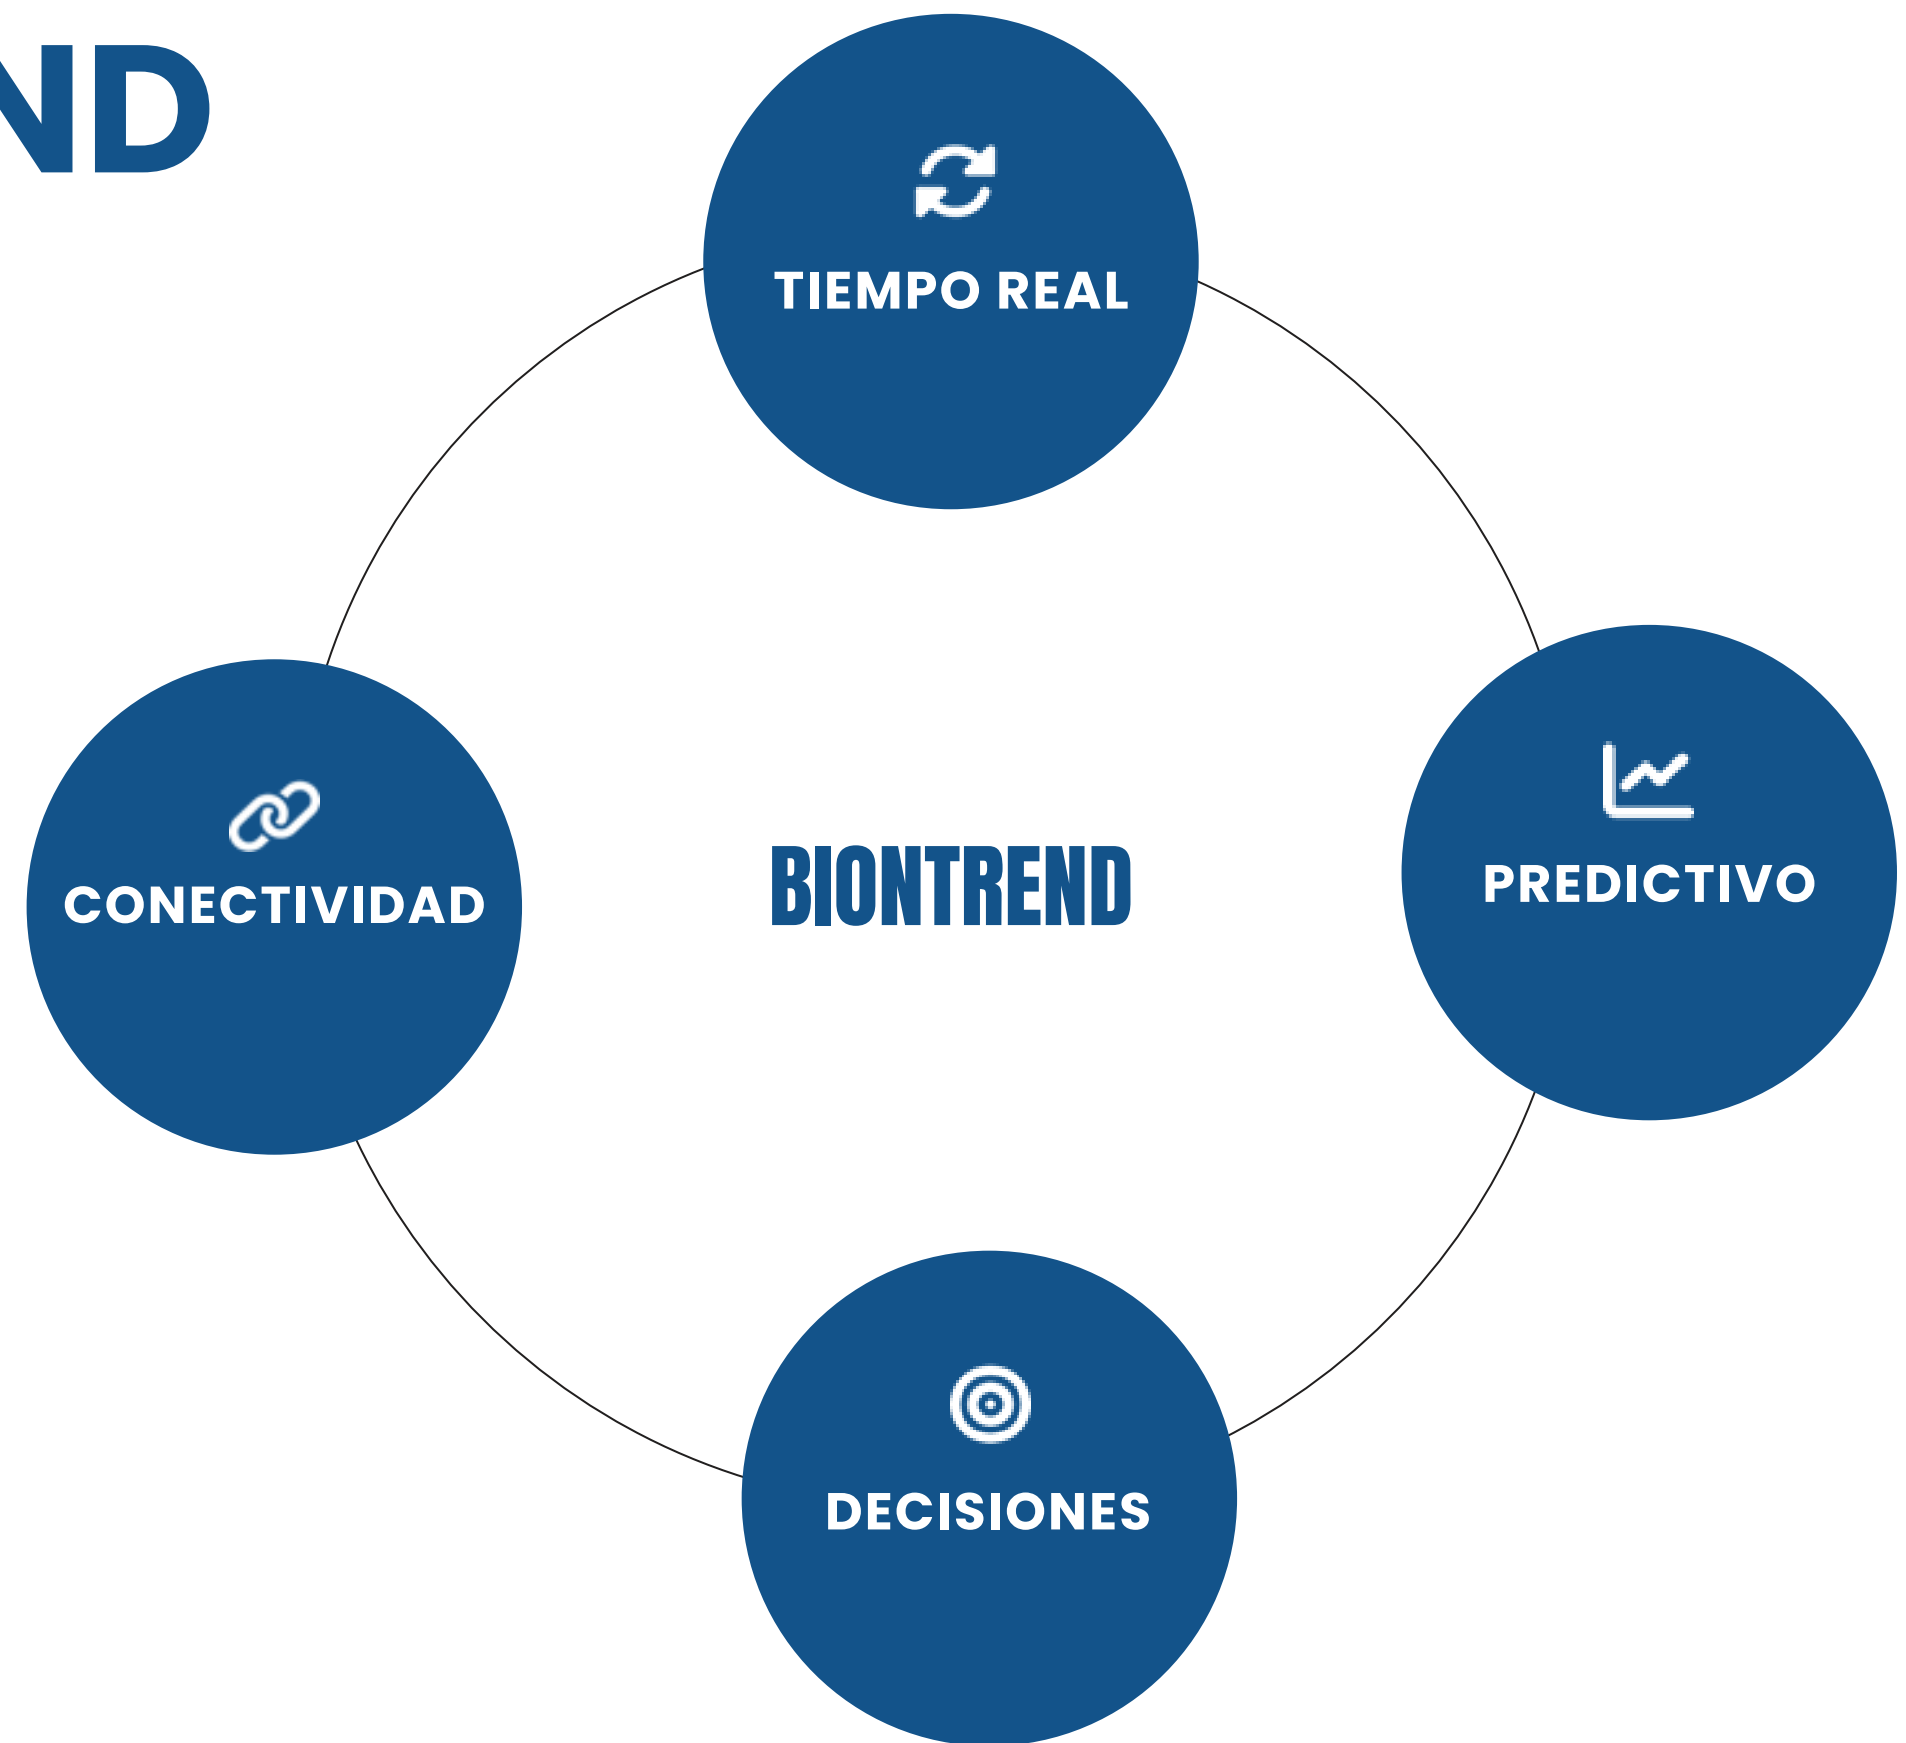 ND
TIEMPO REAL
CONECTIVIDAD
BIONTREND
PREDICTIVO
DECISIONES